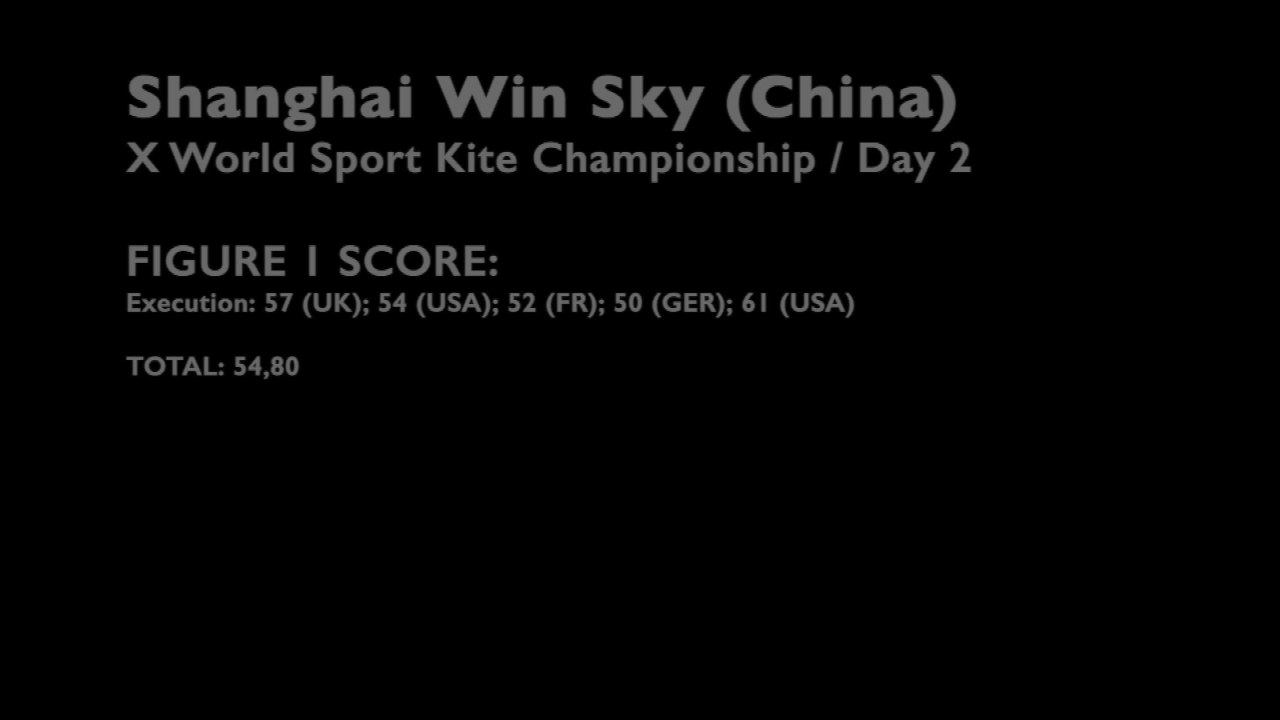 Shanghai Win Sky (China)
X World Sport Kite Championship / Day 2
FIGURE 1 SCORE:
Execution: 57 (UK); 54 (USA); 52 (FR); 50 (GER); 61 (USA)
TOTAL: 54,80